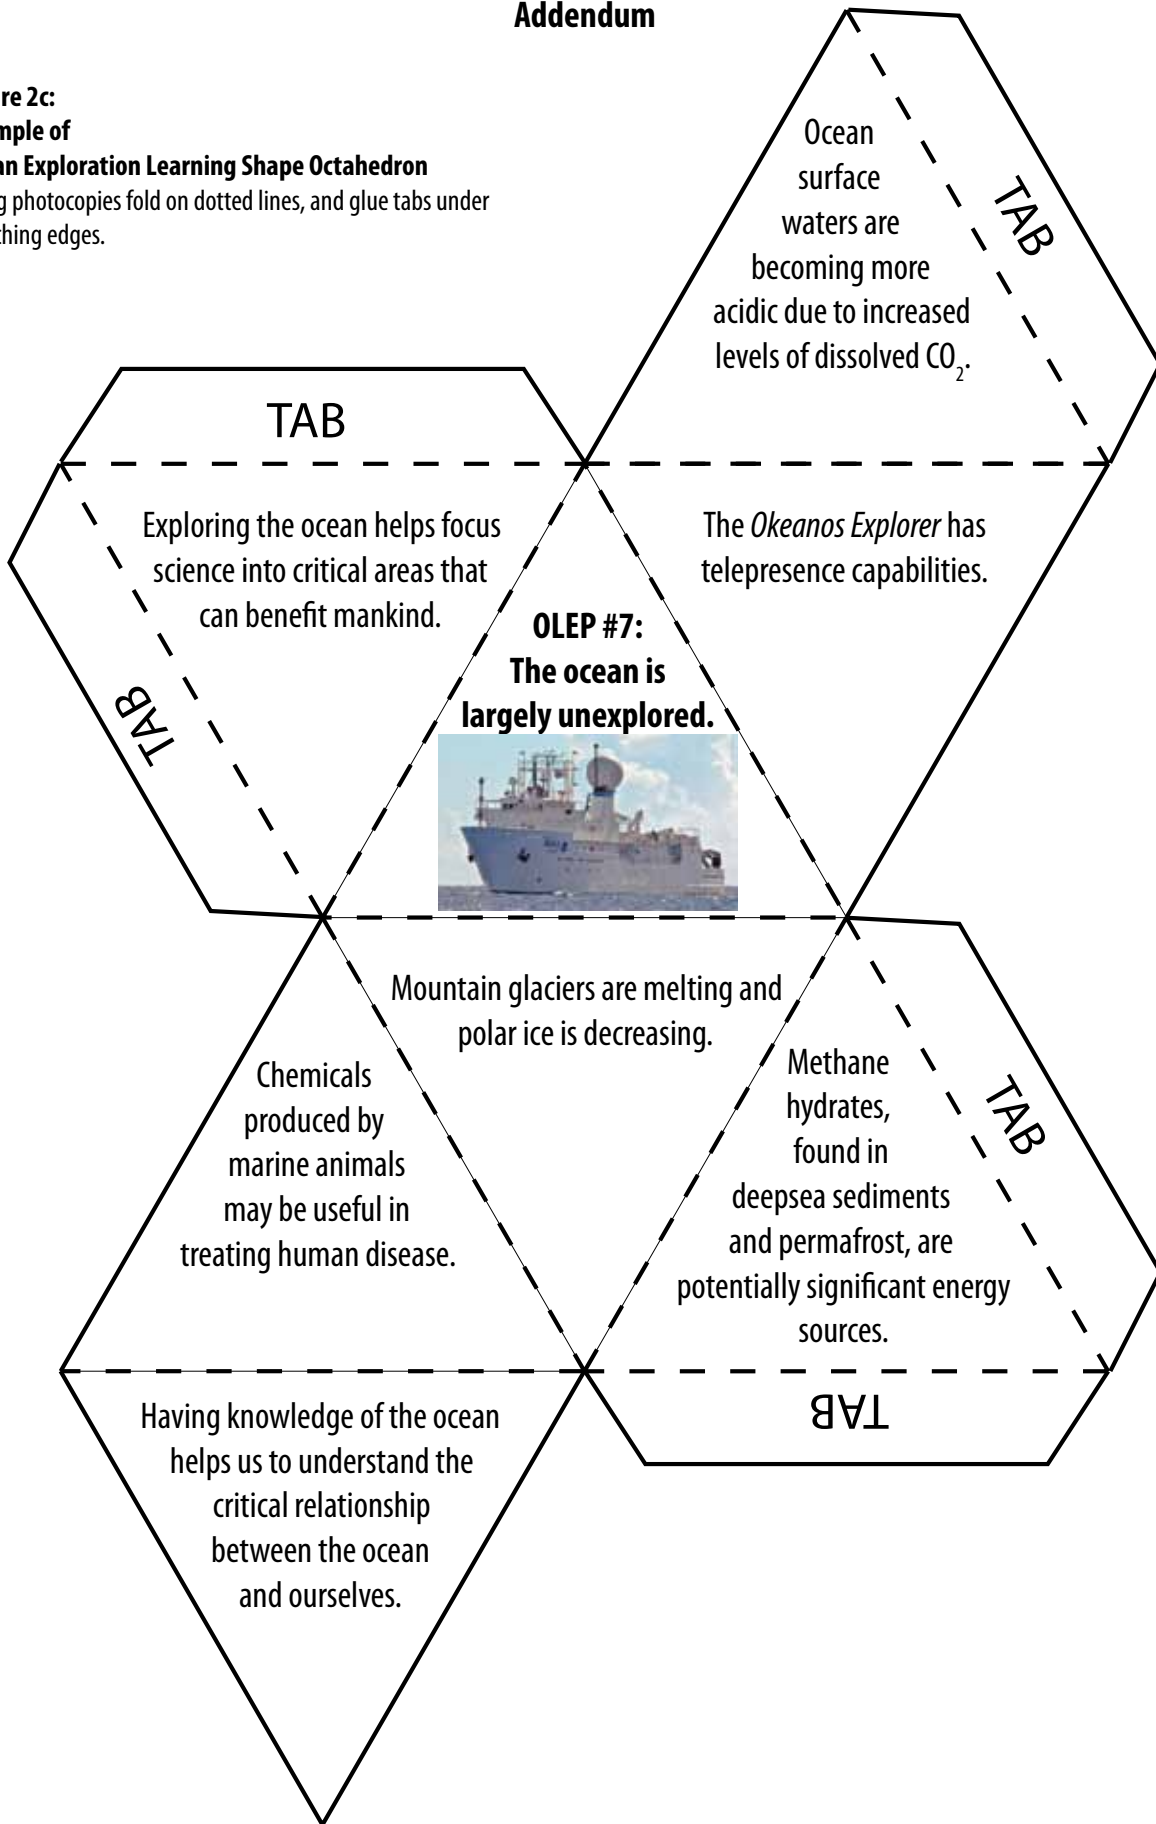 Addendum
re 2c:
mple of
an Exploration Learning Shape Octahedron
g photocopies fold on dotted lines, and glue tabs under
thing edges.
Ocean
surface
waters are
becoming more
acidic due to increased
levels of dissolved CO2.
TAB
TAB
Exploring the ocean helps focus
science into critical areas that
can benefit mankind.
TAB
The Okeanos Explorer has
telepresence capabilities.
OLEP #7:
The ocean is
largely unexplored.
Mountain glaciers are melting and
polar ice is decreasing.
Chemicals
produced by
marine animals
may be useful in
treating human disease.
Methane
hydrates,
found in
deepsea sediments
and permafrost, are
potentially significant energy
sources.
TAB
TAB
Having knowledge of the ocean
helps us to understand the
critical relationship
between the ocean
and ourselves.